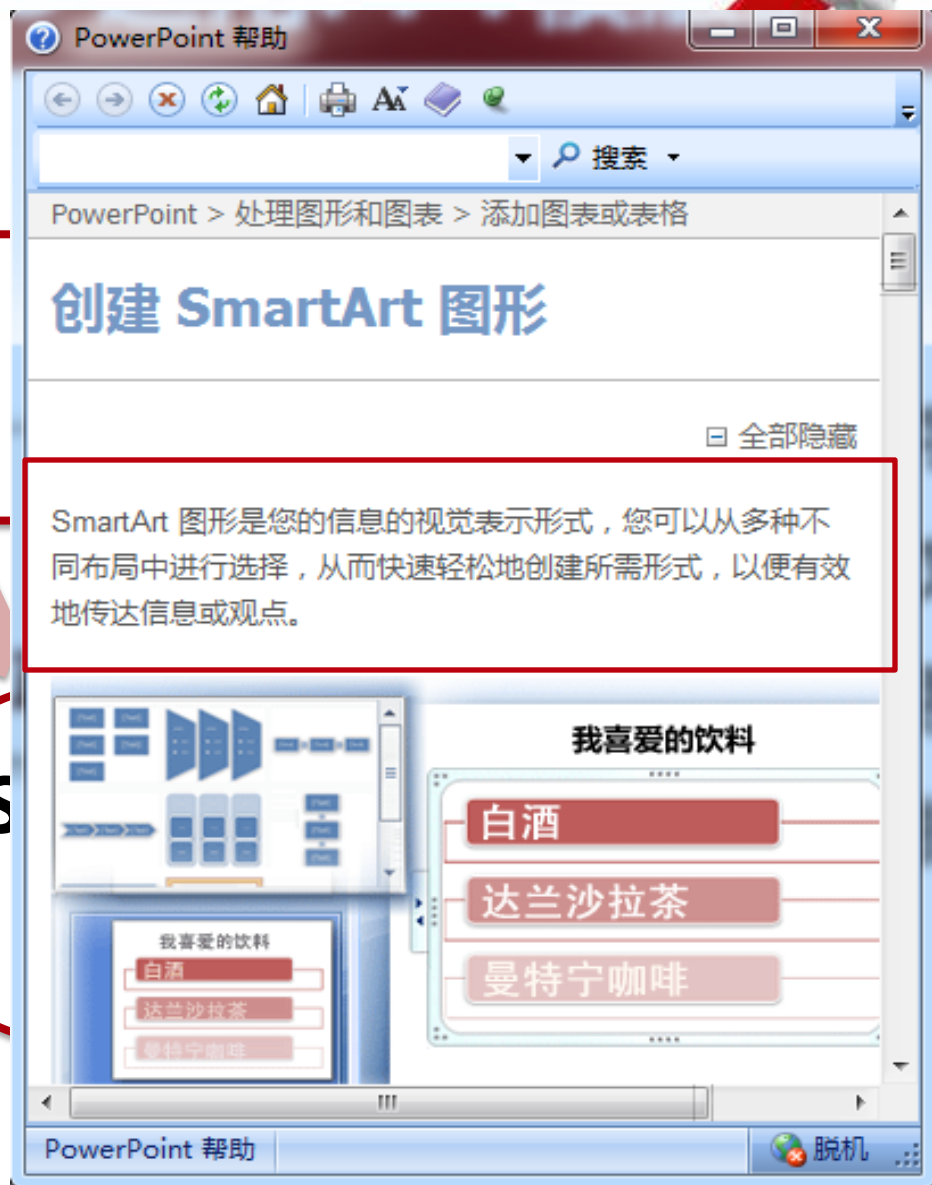 PowerPoint 帮助
搜索
PowerPoint > 处理图形和图表 > 添加图表或表格
创建 SmartArt 图形
全部隐藏
SmartArt 图形是您的信息的视觉表示形式，您可以从多种不
同布局中进行选择，从而快速轻松地创建所需形式，以便有效
地传达信息或观点。
我喜爱的饮料
白酒
达兰沙拉茶
曼特宁咖啡
我喜爱的饮料
白酒
达兰沙拉茶
曼特宁咖啡
PowerPoint 帮助
脱机